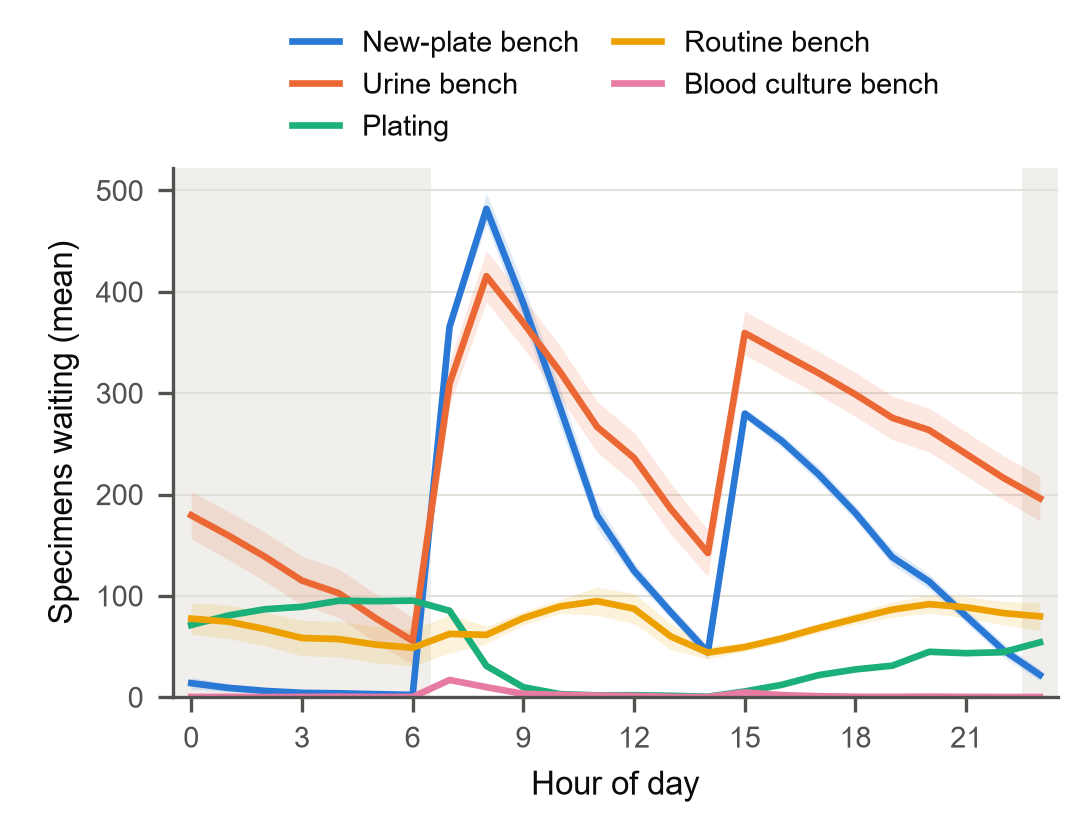 New-plate bench
Urine bench
Plating
Routine bench
Blood culture bench
Specimens waiting (mean)
500
400
300
200
100
0
0 3 6 9 12 15 18 21
Hour of day